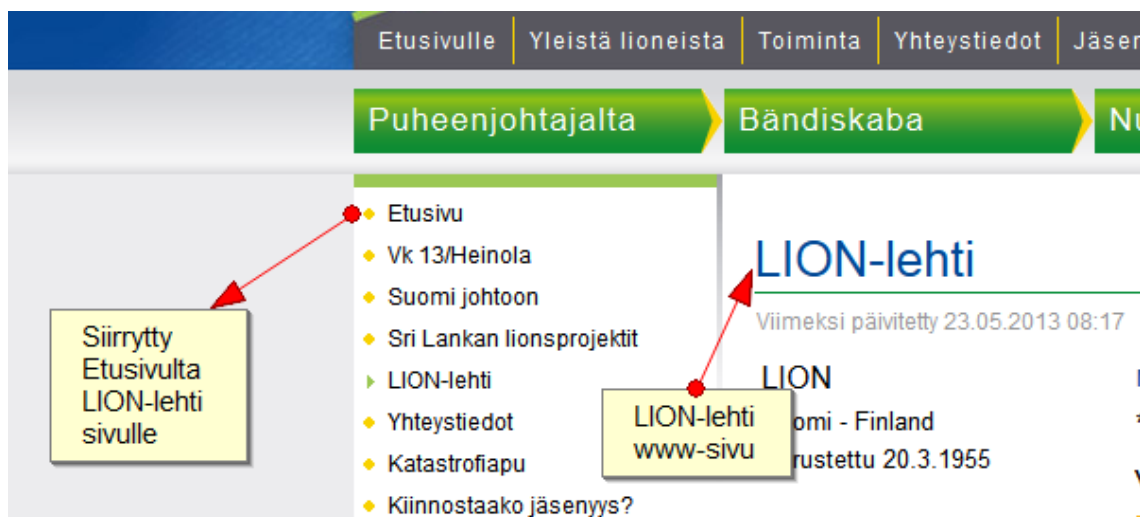 Etusivulle Yleistä lioneista Toiminta Yhteystiedot
Puheenjohtajalta Bändiskaba
Etusivu
Vk 13/Heinola
Suomi johtoon
Sri Lankan lionsprojektit
LION-lehti
Yhteystiedot
Katastrofiapu
Kiinnostaako jäsenyys?
Siirrytty
Etusivulta
LION-lehti
sivulle
LION-lehti
Viimeksi päivitetty 23.05.2013 08:17
LION
- Finland
20.3.1955
LION-lehti
www-sivu